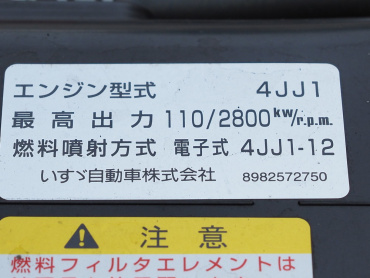 エンジン型式 4JJ1
最高出力 110/2800kw/r.p.m.
燃料噴射方式 電子式 4JJ1-12
いすゞ自動車株式会社 8982572750
注意
燃料フィルタエレメントは